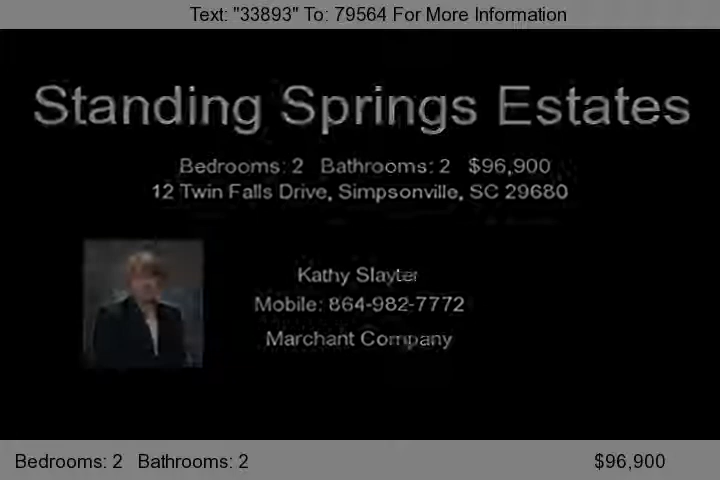 Text: "33893" To: 79564 For More Information
Standing Springs Estates
Bedrooms: 2 Bathrooms: 2 $96,900
12 Twin Falls Drive, Simpsonville, SC 29680
Kathy Slayter
Mobile: 864-982-7772
Marchant Company
Bedrooms: 2 Bathrooms: 2 $96,900